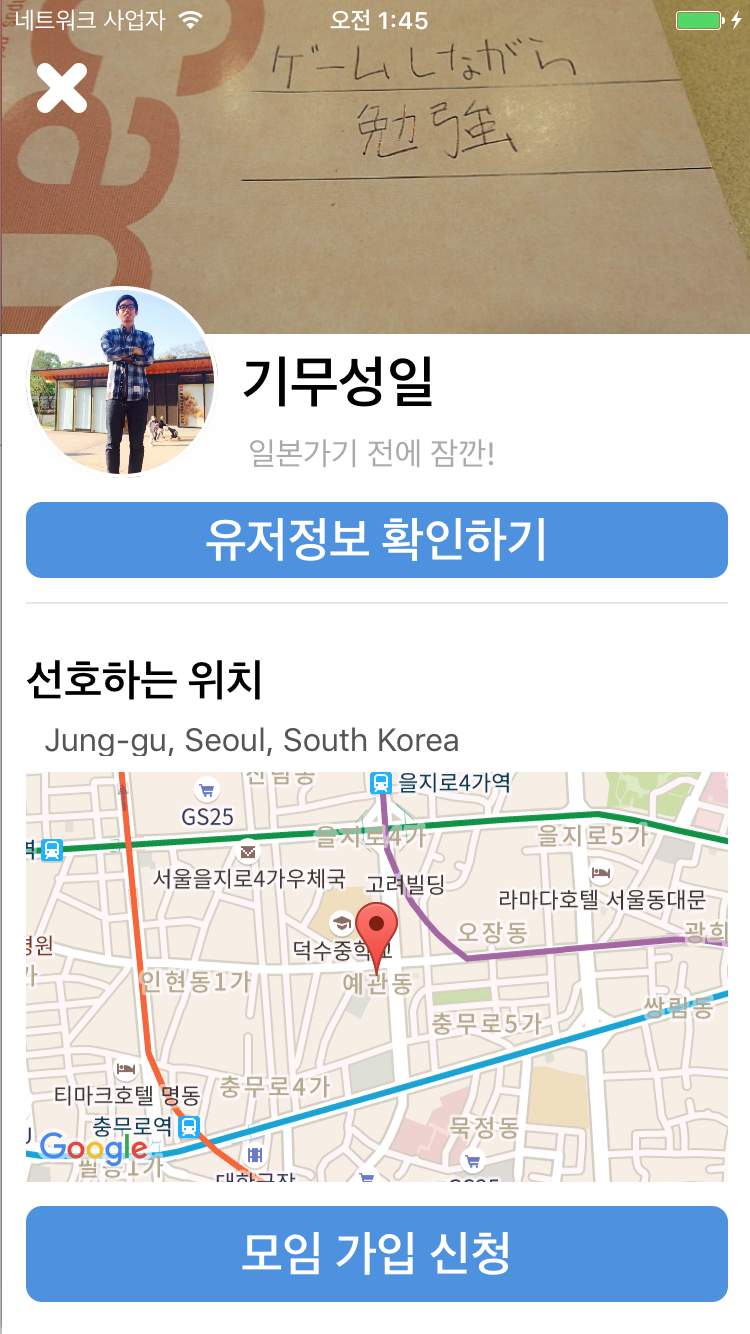 네트워크 사업자 오전 1:45
ゲームしながら
勉強
기무성일
일본가기 전에 잠깐!
유저정보 확인하기
선호하는 위치
Jung-gu, Seoul, South Korea
을지로4가역
GS25
을지로4가
을지로5가
서울을지로4가우체국
고려빌딩
라마다호텔 서울동대문
오장동
덕수중학교
인현동1가
예관동
쌍림동
충무로5가
티마크호텔 명동
충무로4가
충무로역
묵정동
Google
필동1가
모임 가입 신청